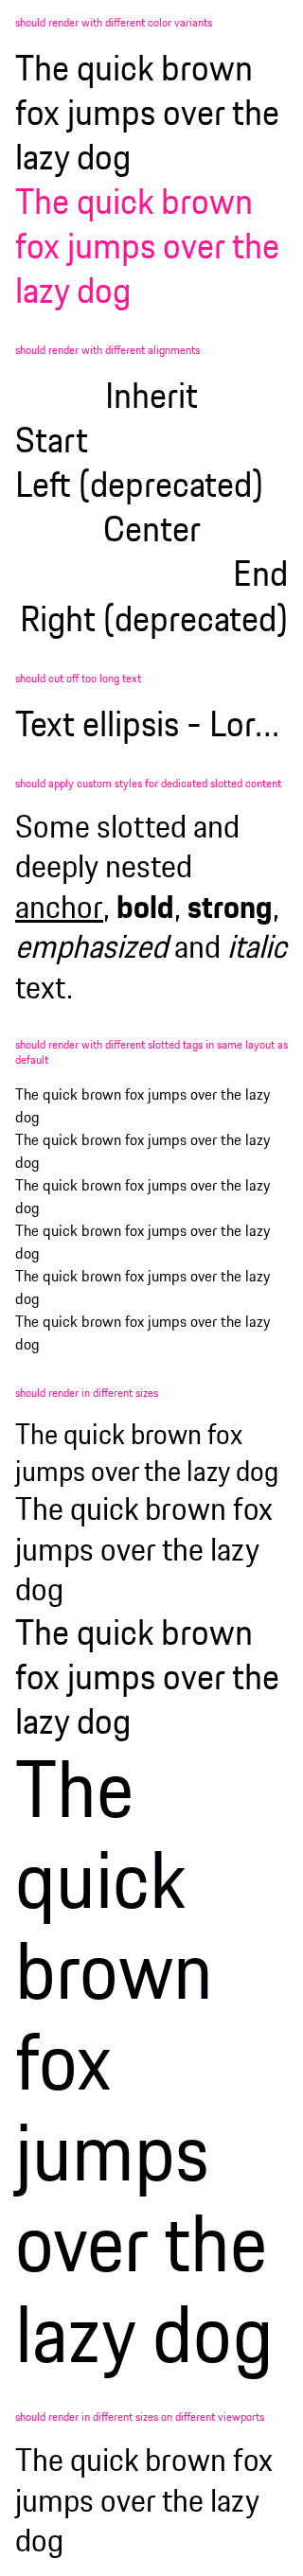 should render with different color variants
The quick brown
fox jumps over the
lazy dog
The quick brown
fox jumps over the
lazy dog
should render with different alignments
Inherit
Start
Left (deprecated)
Center
End
Right (deprecated)
should cut off too long text
Text ellipsis - Lor...
should apply custom styles for dedicated slotted content
Some slotted and
deeply nested
anchor, bold, strong,
emphasized and italic
text.
should render with different slotted tags in same layout as
default
The quick brown fox jumps over the lazy
dog
The quick brown fox jumps over the lazy
dog
The quick brown fox jumps over the lazy
dog
The quick brown fox jumps over the lazy
dog
The quick brown fox jumps over the lazy
dog
The quick brown fox jumps over the lazy
dog
should render in different sizes
The quick brown fox
jumps over the lazy dog
The quick brown fox
jumps over the lazy
dog
The quick brown
fox jumps over the
lazy dog
The
quick
brown
fox
jumps
over the
lazy dog
should render in different sizes on different viewports
The quick brown fox
jumps over the lazy
dog